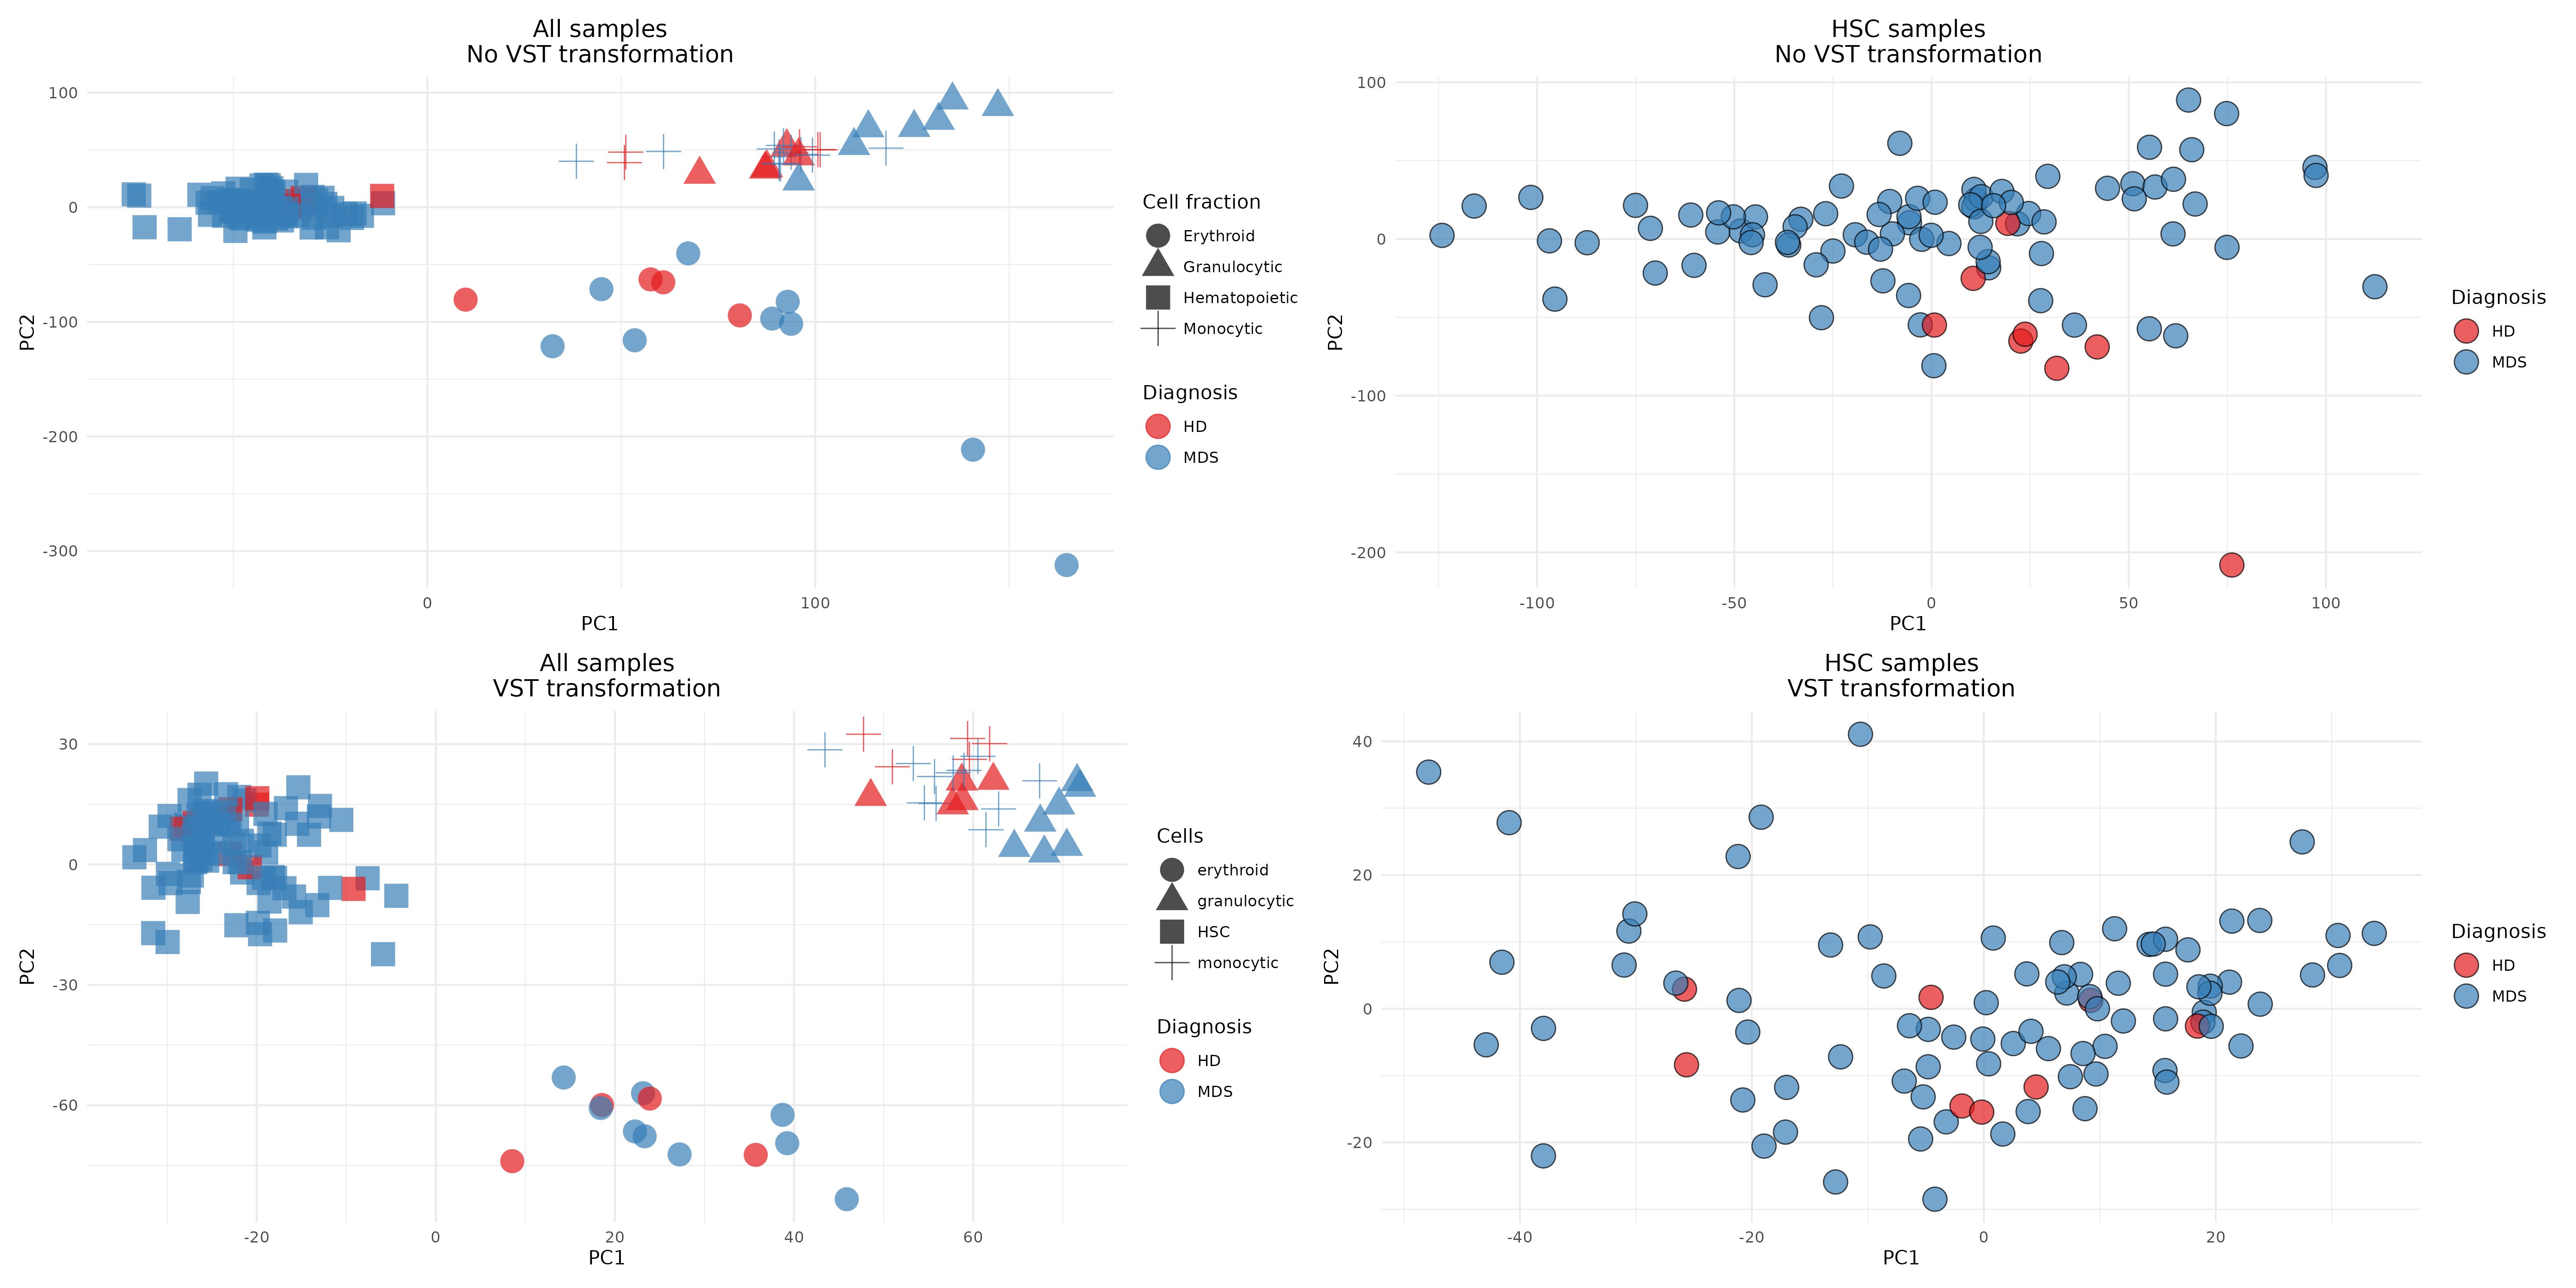 All samples
No VST transformation
100
0
-100
-200
-300
PC2
0
100
PC1
Cell fraction
Erythroid
Granulocytic
Hematopoietic
Monocytic
Diagnosis
HD
MDS
HSC samples
No VST transformation
100
0
-100
-200
PC2
-100
-50
0
50
100
PC1
Diagnosis
HD
MDS
All samples
VST transformation
30
0
-30
-60
PC2
-20
0
20
40
60
PC1
Cells
erythroid
granulocytic
HSC
monocytic
Diagnosis
HD
MDS
HSC samples
VST transformation
40
20
0
-20
PC2
-40
-20
0
20
PC1
Diagnosis
HD
MDS